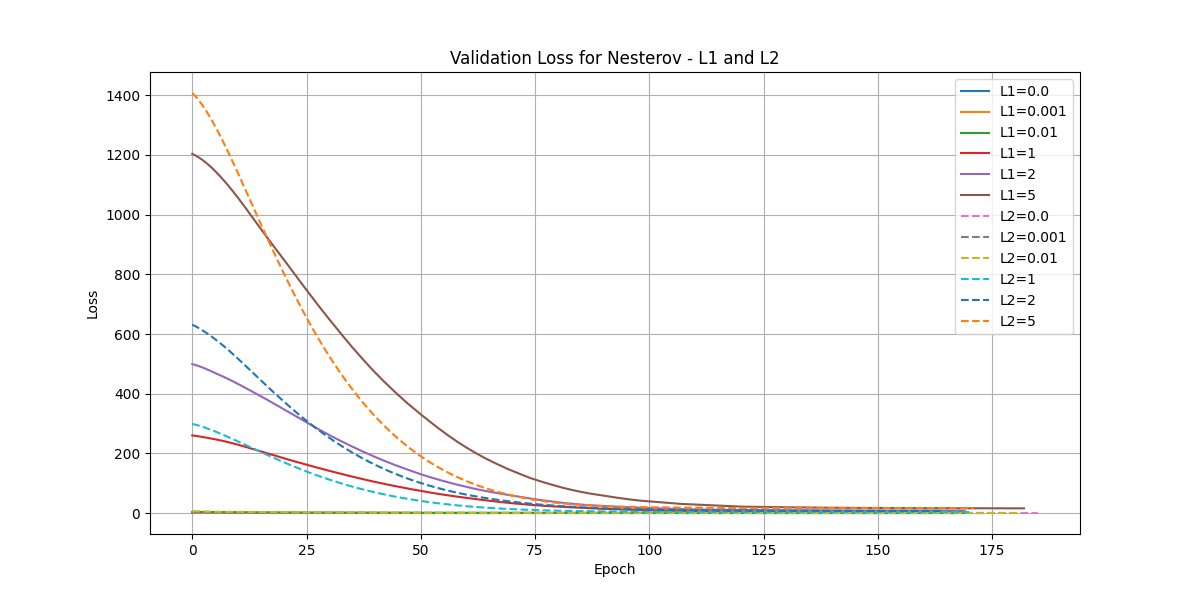 Validation Loss for Nesterov - L1 and L2
1400
1200
1000
800
600
400
200
0
Loss
0 25 50 75 100 125 150 175
Epoch
L1=0.0
L1=0.001
L1=0.01
L1=1
L1=2
L1=5
L2=0.0
L2=0.001
L2=0.01
L2=1
L2=2
L2=5